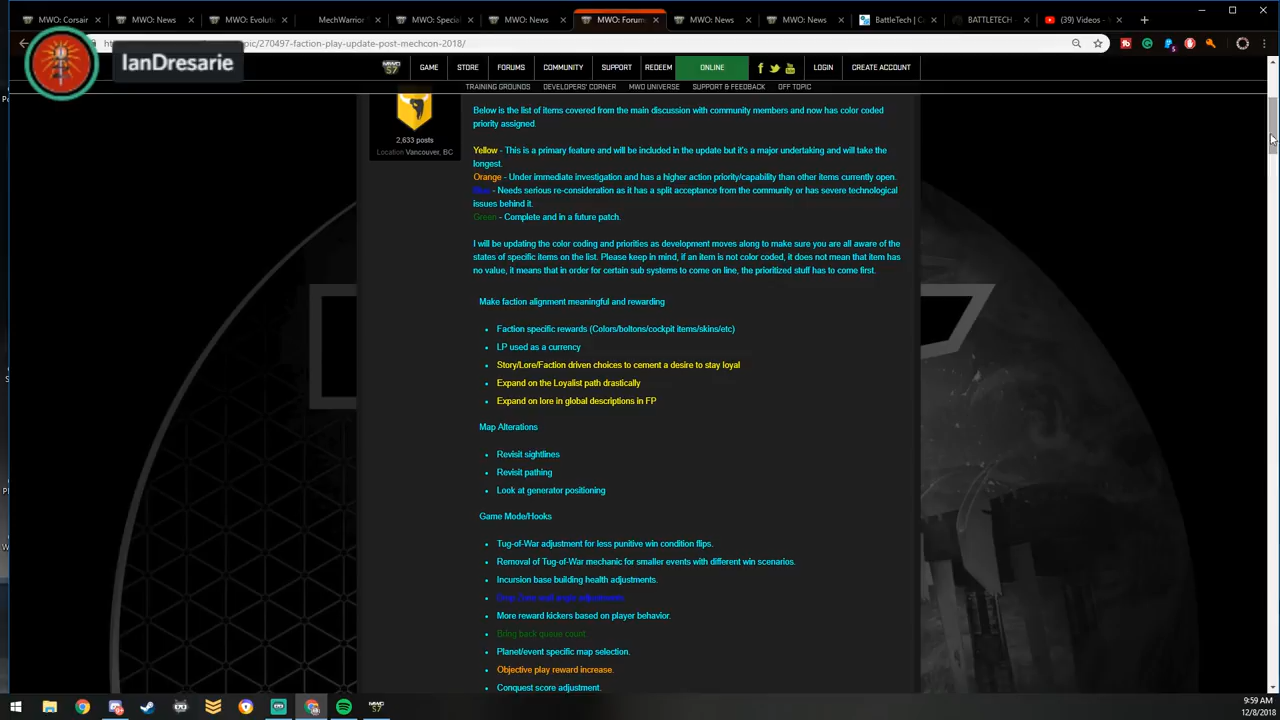 MWO: Corsair
MWO: News
MWO: Evoluti
MechWarrior
MWO: Special
MWO: News
MWO: Forum
MWO: News
MWO: News
BattleTech | Ca
BATTLETECH
(39) Videos -
pic/270497-faction-play-update-post-mechcon-2018/
IanDresarie
GAME
STORE
FORUMS
COMMUNITY
SUPPORT
REDEEM
ONLINE
LOGIN
CREATE ACCOUNT
TRAINING GROUNDS
DEVELOPERS' CORNER
MWO UNIVERSE
SUPPORT & FEEDBACK
OFF TOPIC
2,633 posts
Location Vancouver, BC
Below is the list of items covered from the main discussion with community members and now has color coded
priority assigned.
Yellow - This is a primary feature and will be included in the update but it's a major undertaking and will take the
longest.
Orange - Under immediate investigation and has a higher action priority/capability than other items currently open.
Blue - Needs serious re-consideration as it has a split acceptance from the community or has severe technological
issues behind it.
Green - Complete and in a future patch.
I will be updating the color coding and priorities as development moves along to make sure you are all aware of the
states of specific items on the list. Please keep in mind, if an item is not color coded, it does not mean that item has
no value, it means that in order for certain sub systems to come on line, the prioritized stuff has to come first.
Make faction alignment meaningful and rewarding
Faction specific rewards (Colors/boltons/cockpit items/skins/etc)
LP used as a currency
Story/Lore/Faction driven choices to cement a desire to stay loyal
Expand on the Loyalist path drastically
Expand on lore in global descriptions in FP
Map Alterations
Revisit sightlines
Revisit pathing
Look at generator positioning
Game Mode/Hooks
Tug-of-War adjustment for less punitive win condition flips.
Removal of Tug-of-War mechanic for smaller events with different win scenarios.
Incursion base building health adjustments.
More reward kickers based on player behavior.
Bring back queue count.
Planet/event specific map selection.
Objective play reward increase.
Conquest score adjustment.
9:59 AM
12/8/2018